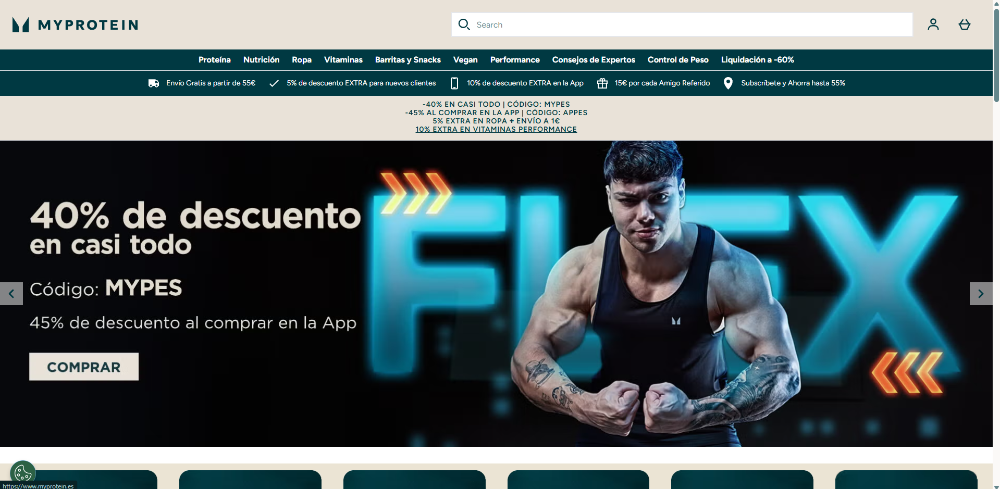 MYPROTEIN
Search
Proteína Nutrición Ropa Vitaminas Barritas y Snacks Vegan Performance Consejos de Expertos Control de Peso Liquidación a -60%
Envío Gratis a partir de 55€ 5% de descuento EXTRA para nuevos clientes 10% de descuento EXTRA en la App 15€ por cada Amigo Referido Subscríbete y Ahorra hasta 55%
-40% EN CASI TODO | CÓDIGO: MYPES
-45% AL COMPRAR EN LA APP | CÓDIGO: APPES
5% EXTRA EN ROPA + ENVÍO A 1€
10% EXTRA EN VITAMINAS PERFORMANCE
FLEX
40% de descuento
en casi todo
Código: MYPES
45% de descuento al comprar en la App
COMPRAR
https://www.myprotein.es